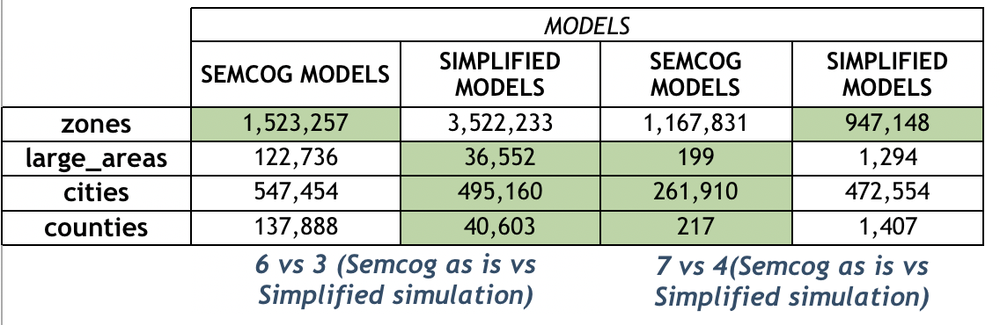 MODELS
SEMCOG MODELS SIMPLIFIED MODELS SEMCOG MODELS SIMPLIFIED MODELS
zones 1,523,257 3,522,233 1,167,831 947,148
large_areas 122,736 36,552 199 1,294
cities 547,454 495,160 261,910 472,554
counties 137,888 40,603 217 1,407
6 vs 3 (Semcog as is vs
Simplified simulation)
7 vs 4(Semcog as is vs
Simplified simulation)